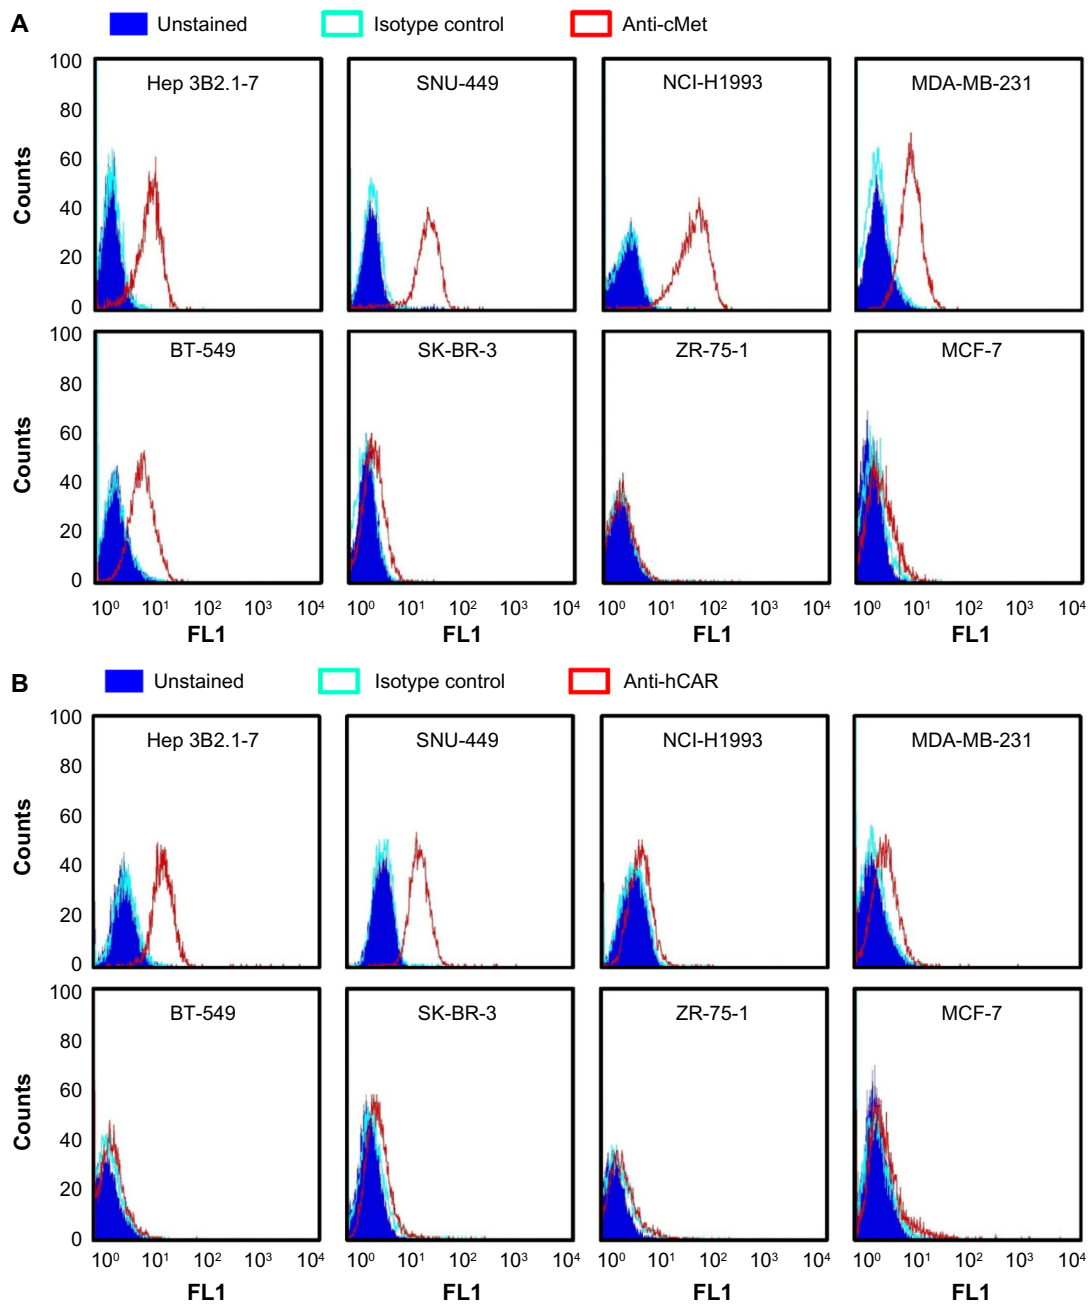 A
Unstained Isotype control Anti-cMet
100 Hep 3B2.1-7 SNU-449 NCI-H1993 MDA-MB-231
80
60
40
20
0
Counts
BT-549 SK-BR-3 ZR-75-1 MCF-7
100
80
60
40
20
0
Counts
10⁰ 10¹ 10² 10³ 10⁴ 10⁰ 10¹ 10² 10³ 10⁴ 10⁰ 10¹ 10² 10³ 10⁴ 10⁰ 10¹ 10² 10³ 10⁴
FL1 FL1 FL1 FL1
B
Unstained Isotype control Anti-hCAR
100 Hep 3B2.1-7 SNU-449 NCI-H1993 MDA-MB-231
80
60
40
20
0
Counts
100
BT-549 SK-BR-3 ZR-75-1 MCF-7
80
60
40
20
0
Counts
10⁰ 10¹ 10² 10³ 10⁴ 10⁰ 10¹ 10² 10³ 10⁴ 10⁰ 10¹ 10² 10³ 10⁴ 10⁰ 10¹ 10² 10³ 10⁴
FL1 FL1 FL1 FL1